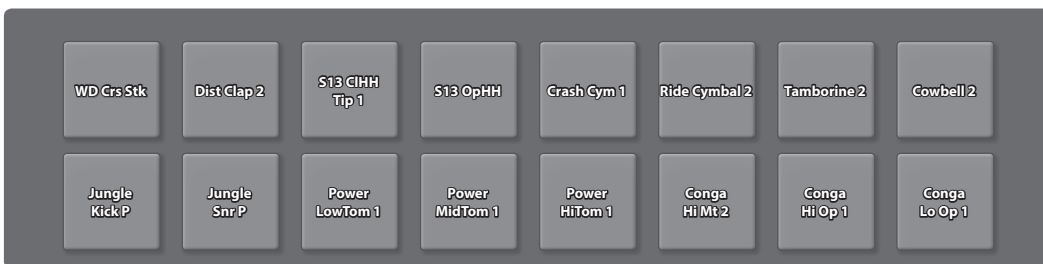 WD Crs Stk
Dist Clap 2
S13 ClHH
Tip 1
S13 OpHH
Crash Cym 1
Ride Cymbal 2
Tamborine 2
Cowbell 2
Jungle
Kick P
Jungle
Snr P
Power
LowTom 1
Power
MidTom 1
Power
HiTom 1
Conga
Hi Mt 2
Conga
Hi Op 1
Conga
Lo Op 1